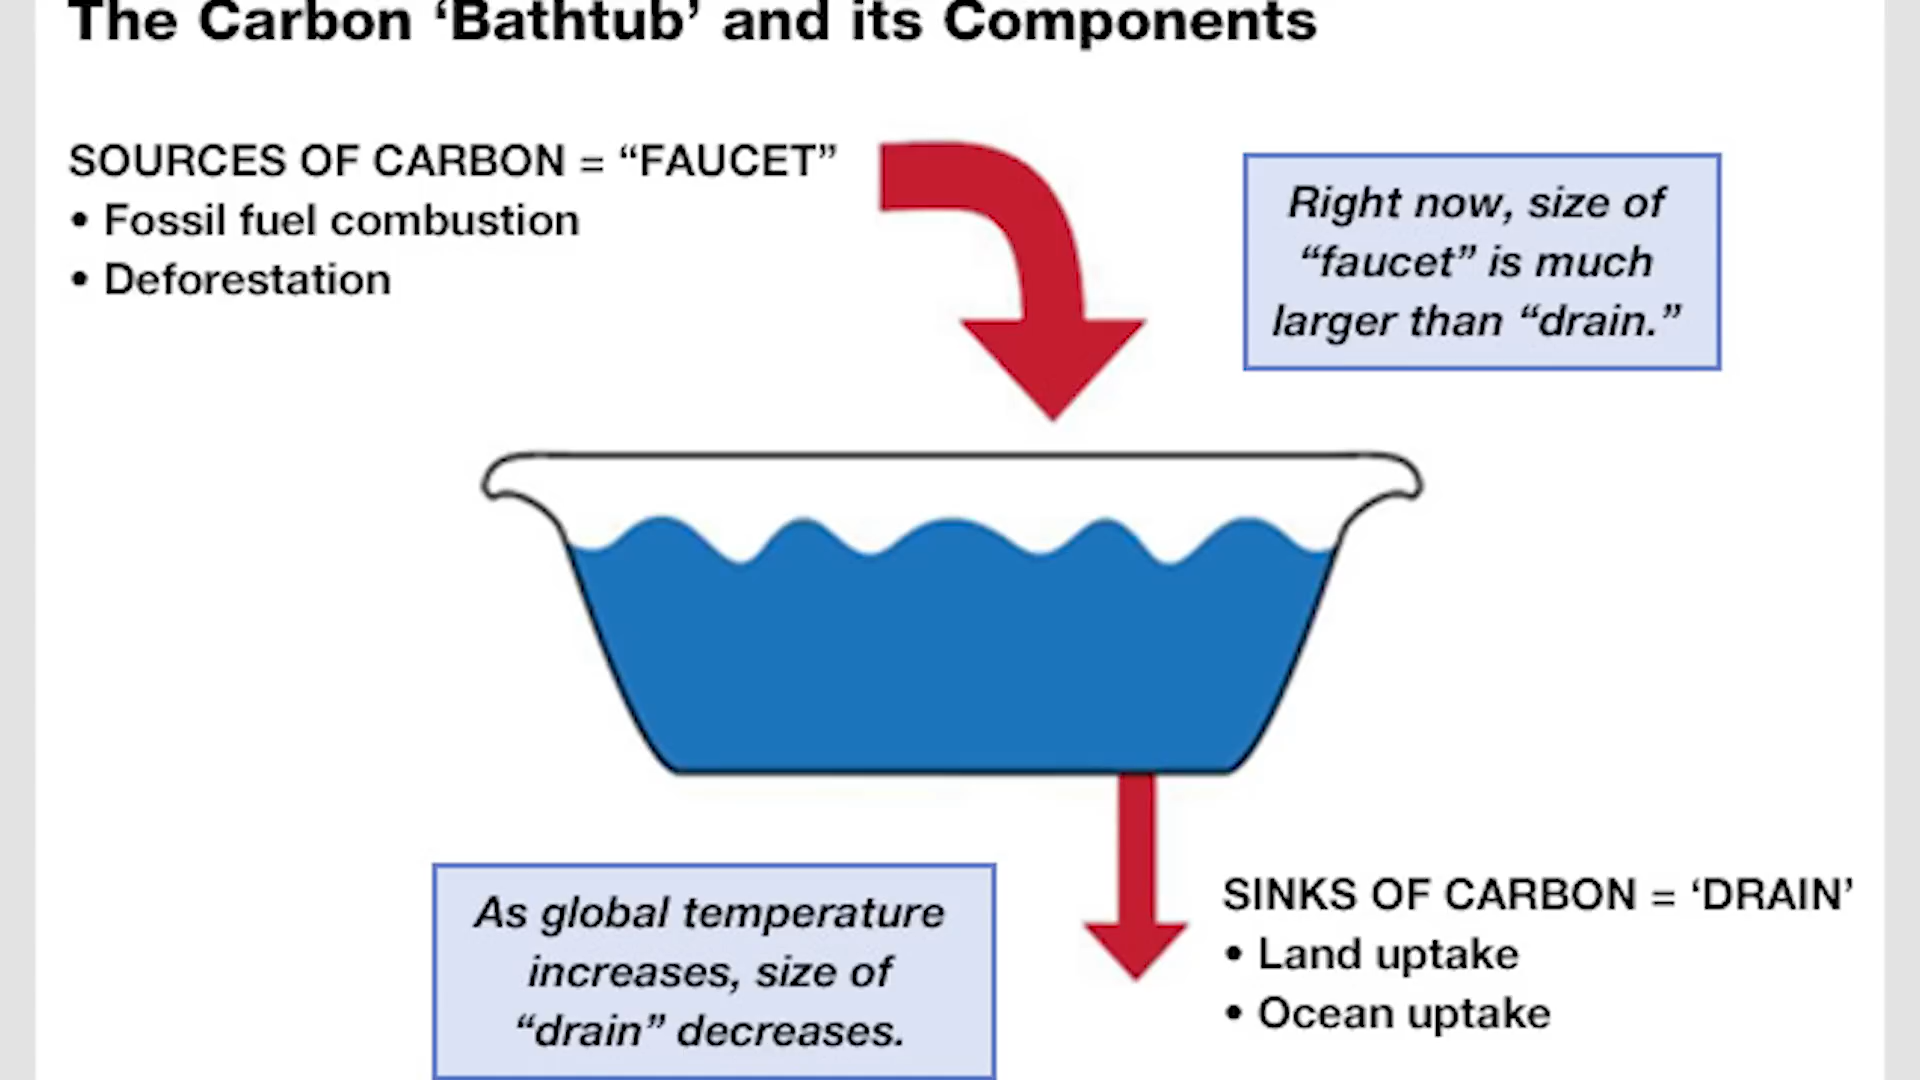 The Carbon ‘Bathtub’ and its Components
SOURCES OF CARBON = “FAUCET”
• Fossil fuel combustion
• Deforestation
Right now, size of
“faucet” is much
larger than “drain.”
As global temperature
increases, size of
“drain” decreases.
SINKS OF CARBON = ‘DRAIN’
• Land uptake
• Ocean uptake